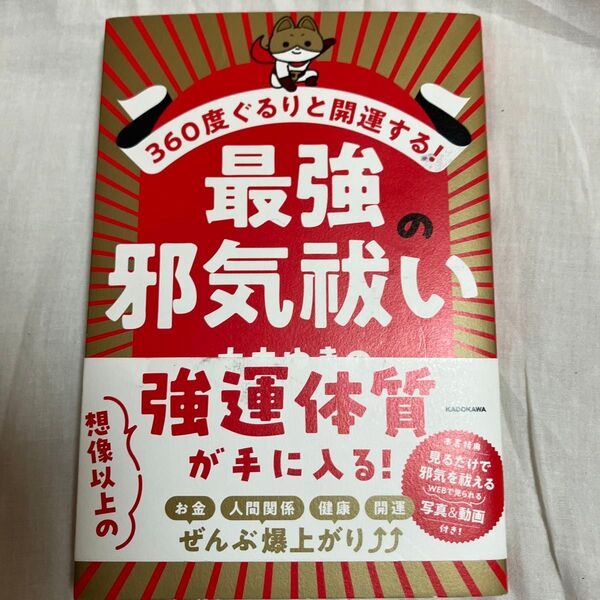 360度ぐるりと開運する!
最強の
邪気祓い
KADOKAWA
想像以上の
強運体質
が手に入る!
お金
人間関係
健康
開運
ぜんぶ爆上がり⤴⤴
本書特典
見るだけで
邪気を祓える
WEBで見られる
写真&動画
付き!